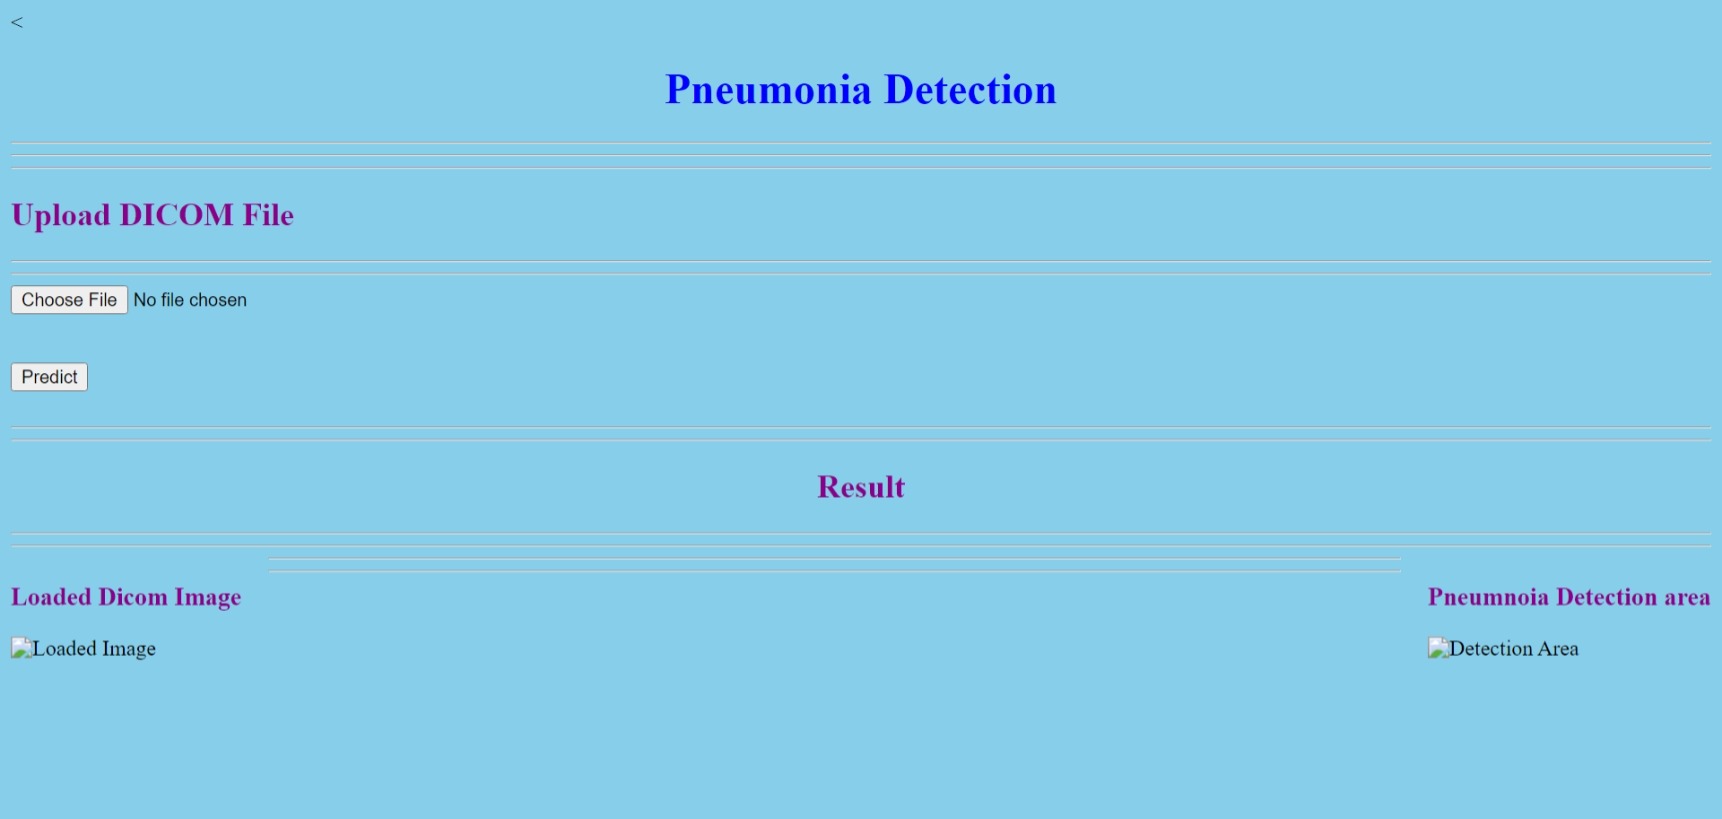 <
Pneumonia Detection
Upload DICOM File
Choose File No file chosen
Predict
Result
Loaded Dicom Image
Pneumnoia Detection area
Loaded Image
Detection Area